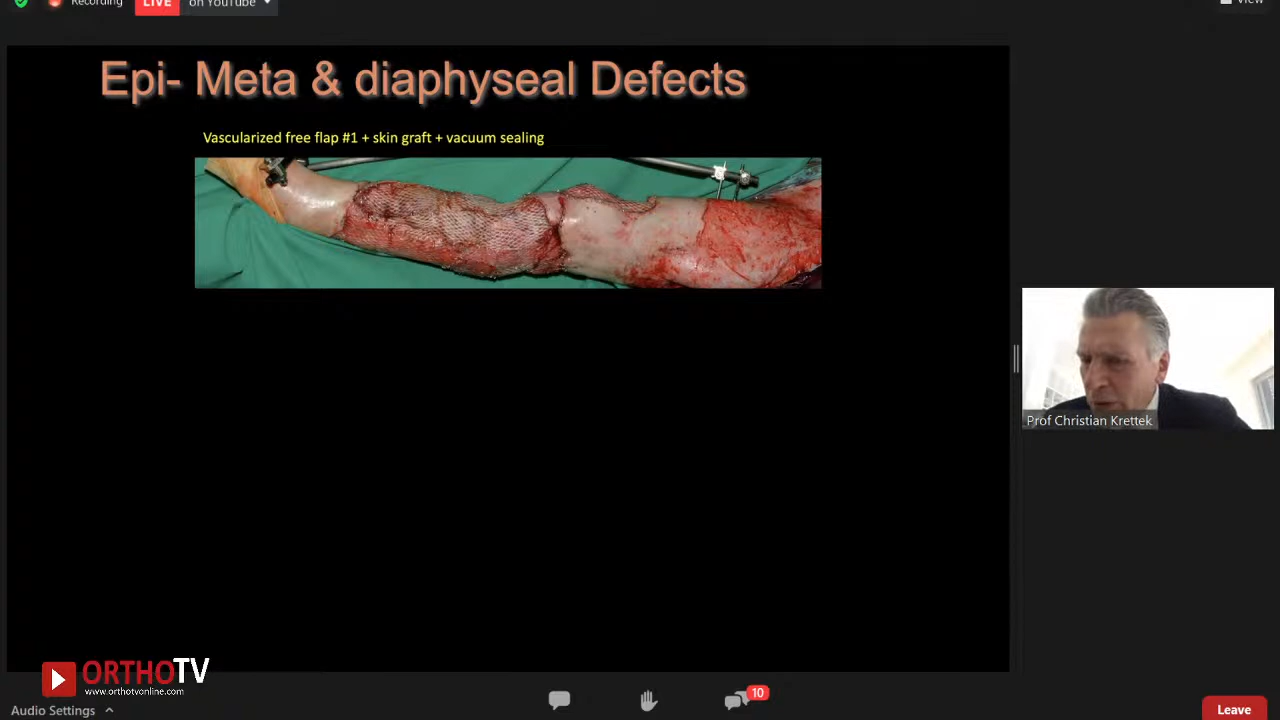 Recording
LIVE
on YouTube
View
Epi- Meta & diaphyseal Defects
Vascularized free flap #1 + skin graft + vacuum sealing
Prof Christian Krettek
ORTHOTV
www.orthotvonline.com
10
Audio Settings
Leave